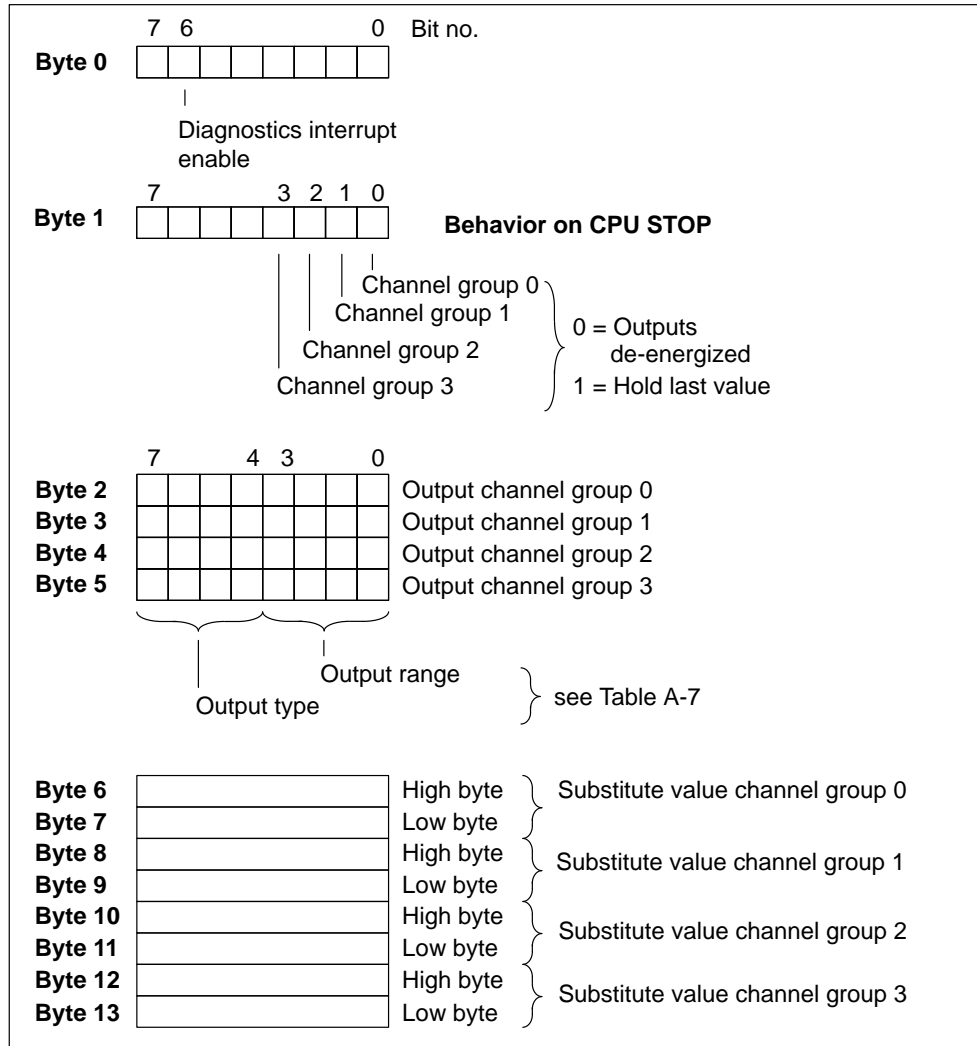 7 6 0 Bit no.
Byte 0
Diagnostics interrupt
enable
7 3 2 1 0
Byte 1 Behavior on CPU STOP
Channel group 0
Channel group 1
Channel group 2
Channel group 3
0 = Outputs
de-energized
1 = Hold last value
7 4 3 0
Byte 2 Output channel group 0
Byte 3 Output channel group 1
Byte 4 Output channel group 2
Byte 5 Output channel group 3
Output range
Output type
see Table A-7
Byte 6 High byte Substitute value channel group 0
Byte 7 Low byte
Byte 8 High byte Substitute value channel group 1
Byte 9 Low byte
Byte 10 High byte Substitute value channel group 2
Byte 11 Low byte
Byte 12 High byte Substitute value channel group 3
Byte 13 Low byte